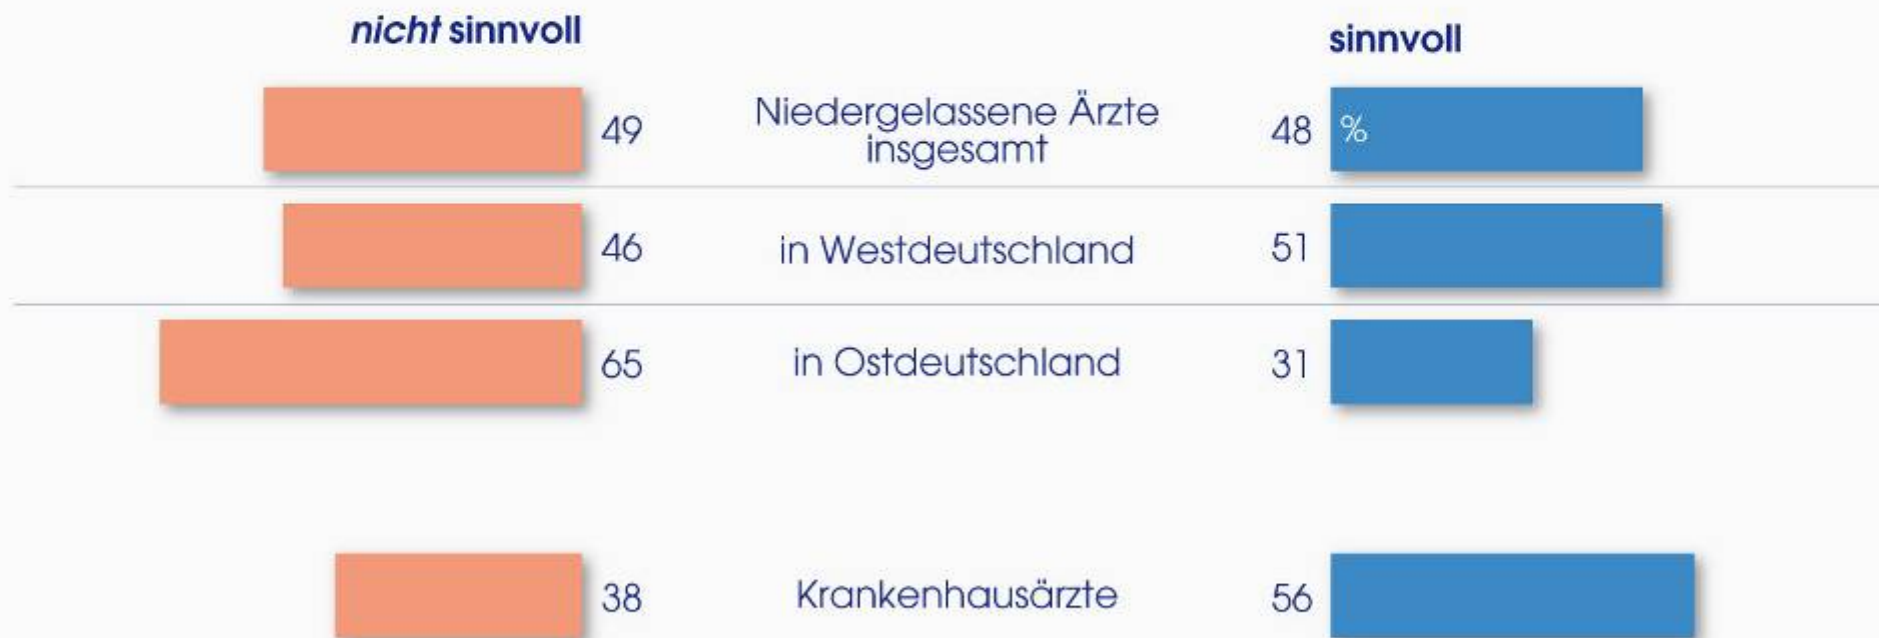 nicht sinnvoll
sinnvoll
49
Niedergelassene Ärzte
insgesamt
48 %
46
in Westdeutschland
51
65
in Ostdeutschland
31
38
Krankenhausärzte
56